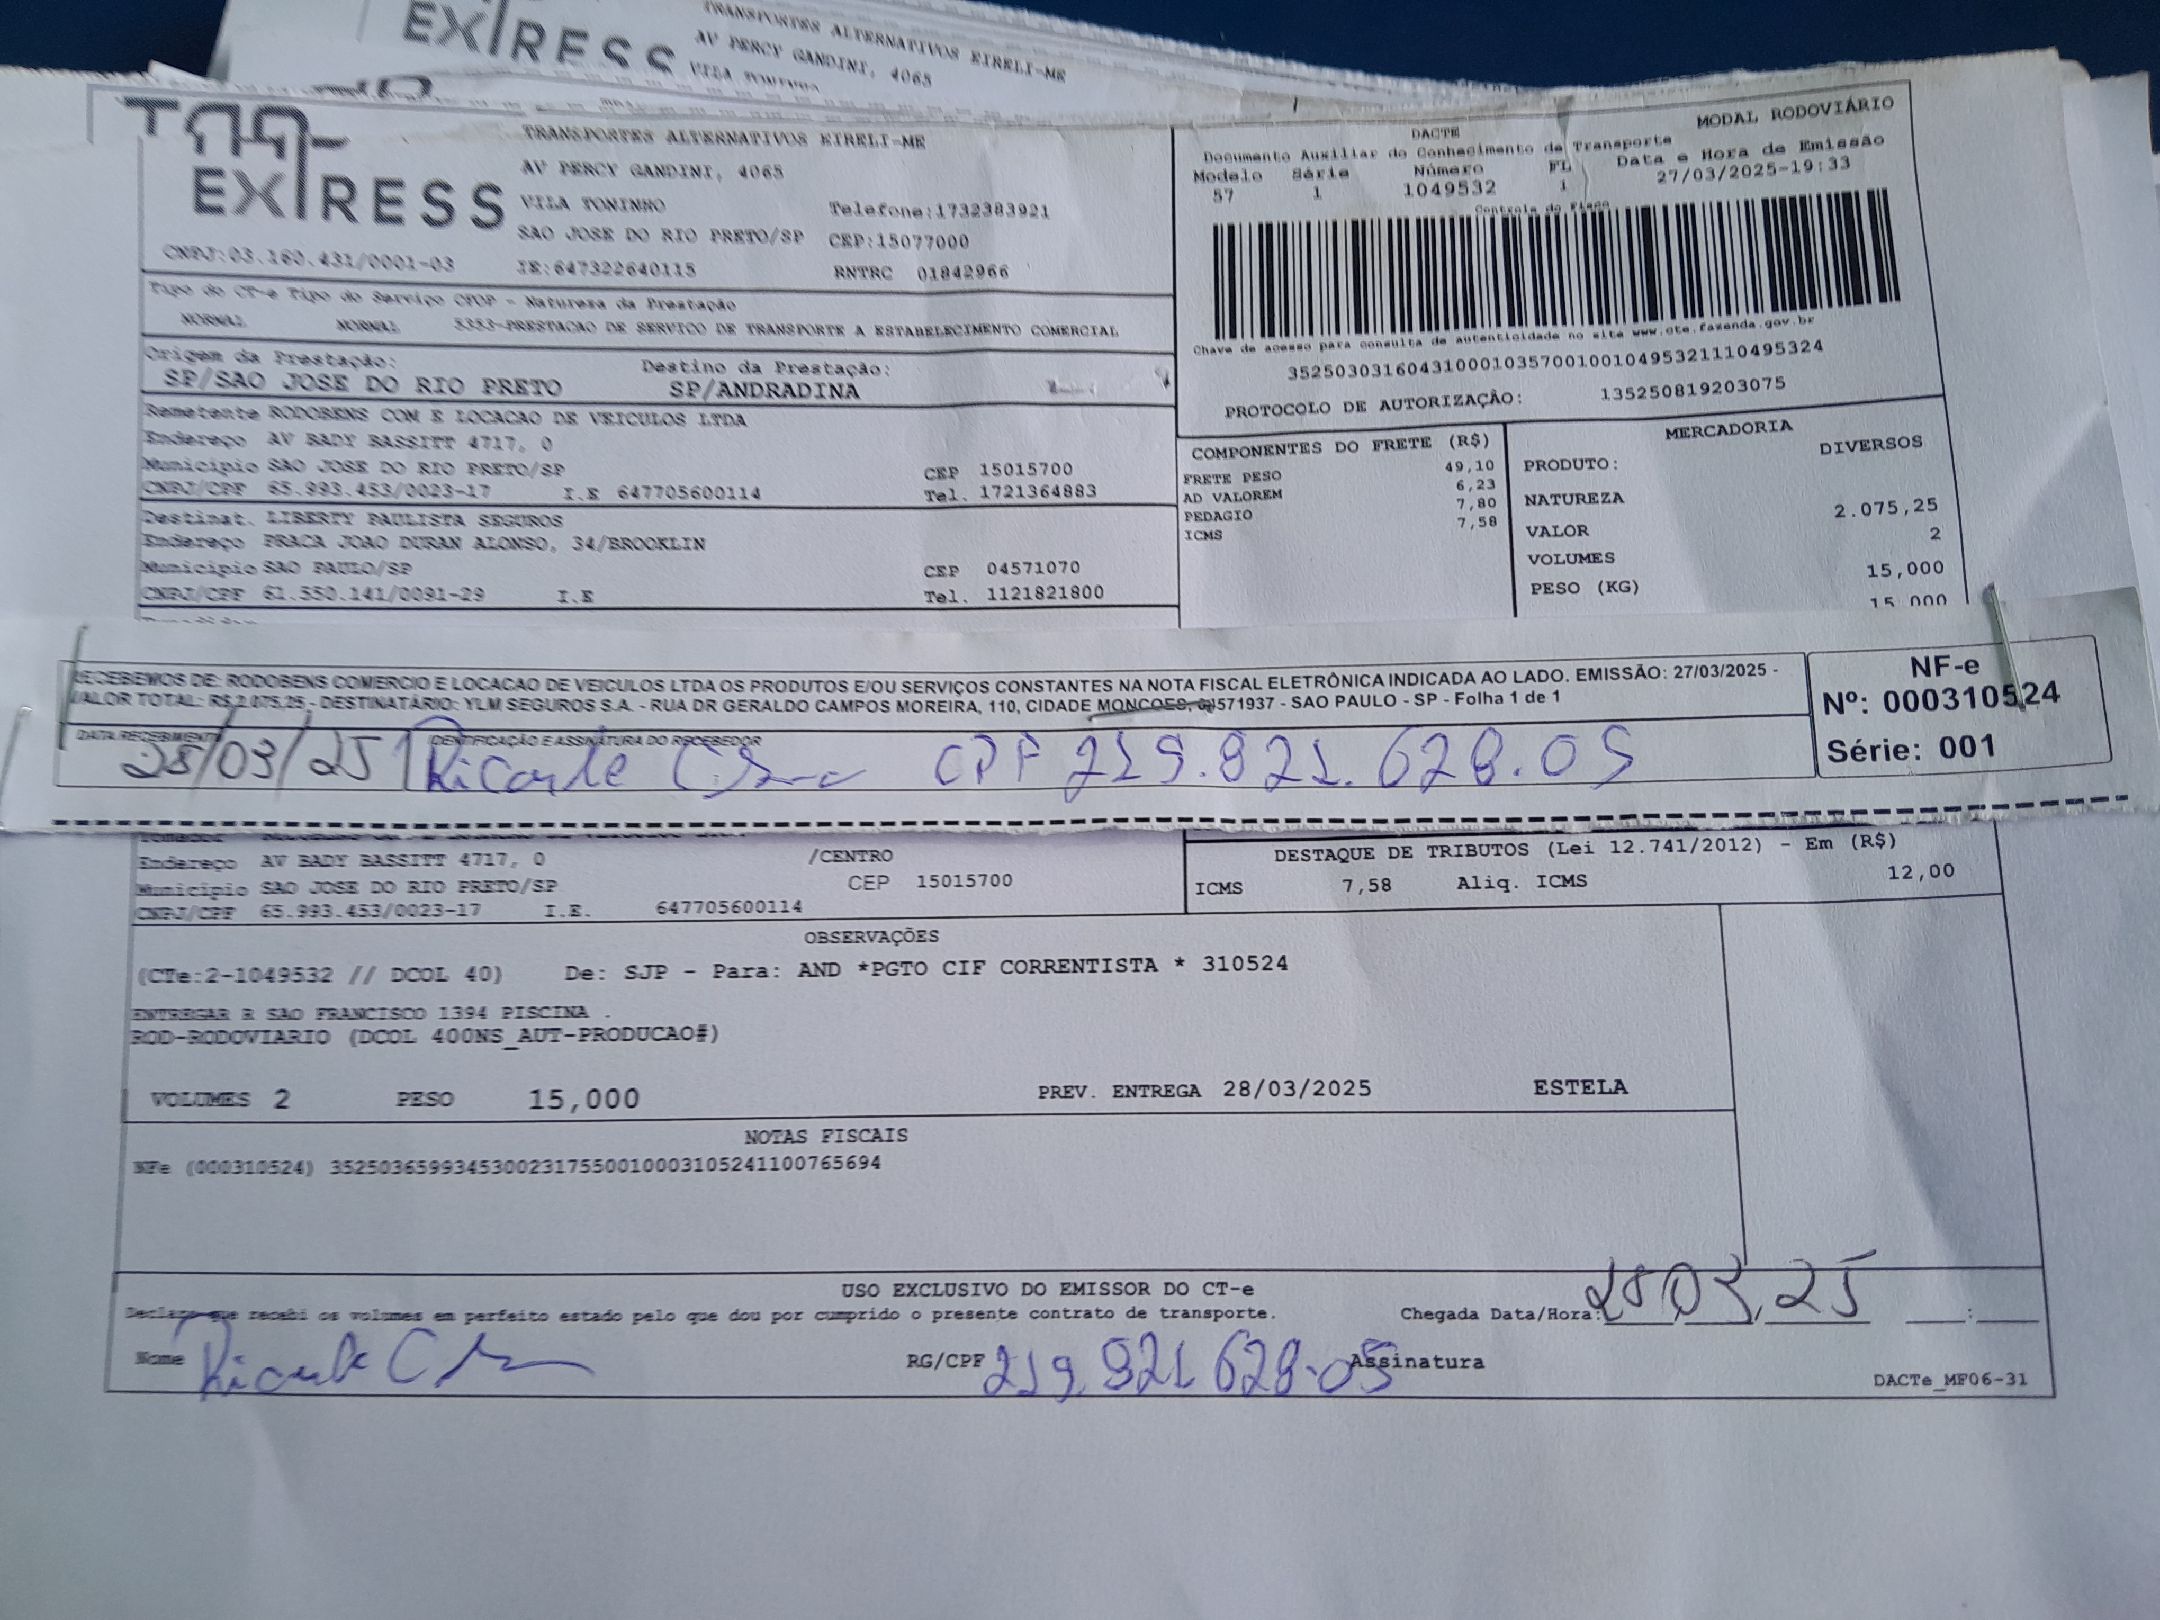 EXPRESS
TRANSPORTES ALTERNATIVOS EIRELI-ME
AV PERCY GANDINI, 4065
VILA TONINHO
EXPRESS
TRANSPORTES ALTERNATIVOS EIRELI-ME
AV PERCY GANDINI, 4065
VILA TONINHO
Telefone:1732383921
SAO JOSE DO RIO PRETO/SP CEP:15077000
CNPJ:03.160.431/0001-03 IE:647322640115 RNTRC 01842966
DACTE
MODAL RODOVIÁRIO
Documento Auxiliar do Conhecimento de Transporte
Modelo Série Número FL Data e Hora de Emissão
57 1 1049532 1 27/03/2025-19:33
Controle do Fisco
Chave de acesso para consulta de autenticidade no site www.cte.fazenda.gov.br
35250303160431000103570010010495321110495324
PROTOCOLO DE AUTORIZAÇÃO: 135250819203075
Tipo do CT-e Tipo do Serviço CFOP - Natureza da Prestação
NORMAL NORMAL 5353-PRESTACAO DE SERVICO DE TRANSPORTE A ESTABELECIMENTO COMERCIAL
Origem da Prestação: Destino da Prestação:
SP/SAO JOSE DO RIO PRETO SP/ANDRADINA
Remetente RODOBENS COM E LOCACAO DE VEICULOS LTDA
Endereço AV BADY BASSITT 4717, 0
Município SAO JOSE DO RIO PRETO/SP CEP 15015700
CNPJ/CPF 65.993.453/0023-17 I.E 647705600114 Tel. 1721364883
Destinat. LIBERTY PAULISTA SEGUROS
Endereço PRACA JOAO DURAN ALONSO, 34/BROOKLIN
Município SAO PAULO/SP CEP 04571070
CNPJ/CPF 61.550.141/0091-29 I.E Tel. 1121821800
COMPONENTES DO FRETE (R$)
FRETE PESO 49,10
AD VALOREM 6,23
PEDAGIO 7,80
ICMS 7,58
MERCADORIA
PRODUTO: DIVERSOS
NATUREZA
VALOR 2.075,25
VOLUMES 2
PESO (KG) 15,000
15,000
RECEBEMOS DE: RODOBENS COMERCIO E LOCACAO DE VEICULOS LTDA OS PRODUTOS E/OU SERVIÇOS CONSTANTES NA NOTA FISCAL ELETRÔNICA INDICADA AO LADO. EMISSÃO: 27/03/2025 -
VALOR TOTAL: R$ 2.075,25 - DESTINATÁRIO: YLM SEGUROS S.A. - RUA DR GERALDO CAMPOS MOREIRA, 110, CIDADE MONCOES, 04571937 - SAO PAULO - SP - Folha 1 de 1
DATA RECEBIMENTO IDENTIFICAÇÃO E ASSINATURA DO RECEBEDOR
28/03/25 CPF 219.821.628.05
NF-e
Nº: 000310524
Série: 001
Endereço AV BADY BASSITT 4717, 0 /CENTRO
Município SAO JOSE DO RIO PRETO/SP CEP 15015700
CNPJ/CPF 65.993.453/0023-17 I.E. 647705600114
DESTAQUE DE TRIBUTOS (Lei 12.741/2012) - Em (R$)
ICMS 7,58 Aliq. ICMS 12,00
OBSERVAÇÕES
(CTe:2-1049532 // DCOL 40) De: SJP - Para: AND *PGTO CIF CORRENTISTA * 310524
ENTREGAR R SAO FRANCISCO 1394 PISCINA .
ROD-RODOVIARIO (DCOL 400NS_AUT-PRODUCAO#)
VOLUMES 2 PESO 15,000 PREV. ENTREGA 28/03/2025 ESTELA
NOTAS FISCAIS
NFe (000310524) 35250365993453002317550010003105241100765694
USO EXCLUSIVO DO EMISSOR DO CT-e
Declaro que recebi os volumes em perfeito estado pelo que dou por cumprido o presente contrato de transporte. Chegada Data/Hora: 28 03 25 :
Nome RG/CPF 219.821 628.05 Assinatura
DACTe_MF06-31